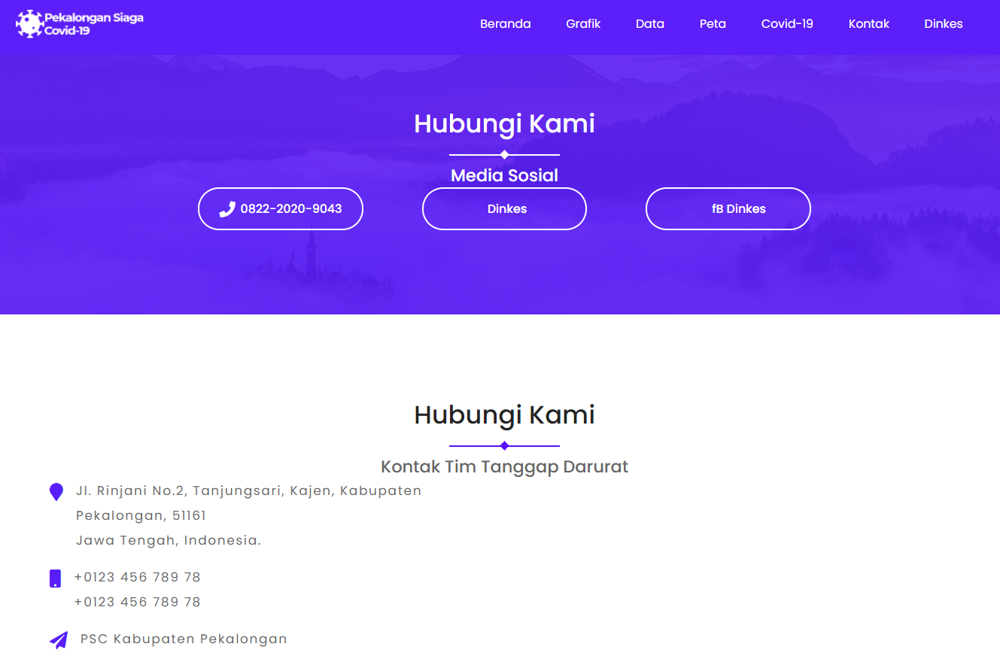 Pekalongan Siaga
Covid-19
Beranda Grafik Data Peta Covid-19 Kontak Dinkes
Hubungi Kami
Media Sosial
0822-2020-9043 Dinkes fB Dinkes
Hubungi Kami
Kontak Tim Tanggap Darurat
Jl. Rinjani No.2, Tanjungsari, Kajen, Kabupaten
Pekalongan, 51161
Jawa Tengah, Indonesia.
+0123 456 789 78
+0123 456 789 78
PSC Kabupaten Pekalongan